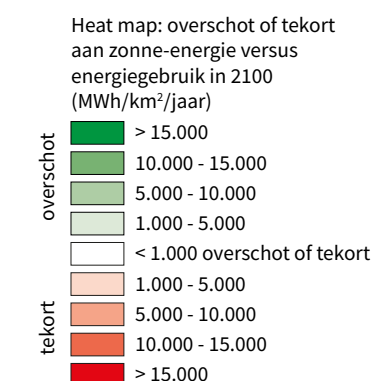 Heat map: overschot of tekort
aan zonne-energie versus
energiegebruik in 2100
(MWh/km²/jaar)
overschot
> 15.000
10.000 - 15.000
5.000 - 10.000
1.000 - 5.000
< 1.000 overschot of tekort
tekort
1.000 - 5.000
5.000 - 10.000
10.000 - 15.000
> 15.000